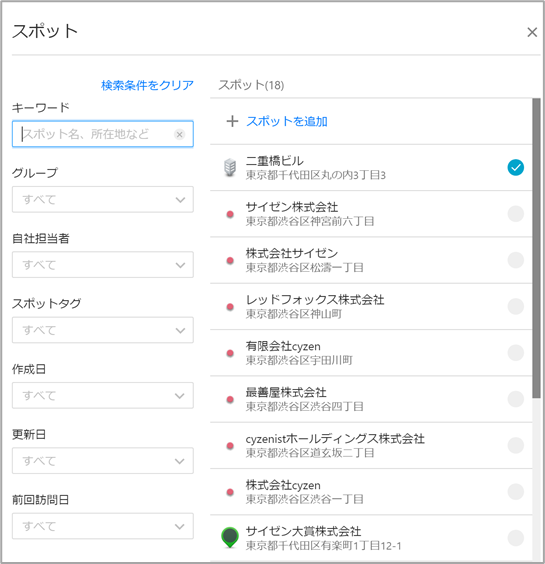 スポット
×
検索条件をクリア
キーワード
スポット名、所在地など
グループ
すべて
自社担当者
すべて
スポットタグ
すべて
作成日
すべて
更新日
すべて
前回訪問日
すべて
スポット(18)
+ スポットを追加
二重橋ビル
東京都千代田区丸の内3丁目3
サイゼン株式会社
東京都渋谷区神宮前六丁目
株式会社サイゼン
東京都渋谷区松濤一丁目
レッドフォックス株式会社
東京都渋谷区神山町
有限会社cyzen
東京都渋谷区宇田川町
最善屋株式会社
東京都渋谷区渋谷四丁目
cyzenistホールディングス株式会社
東京都渋谷区道玄坂二丁目
株式会社cyzen
東京都渋谷区渋谷一丁目
サイゼン大賞株式会社
東京都千代田区有楽町1丁目12-1